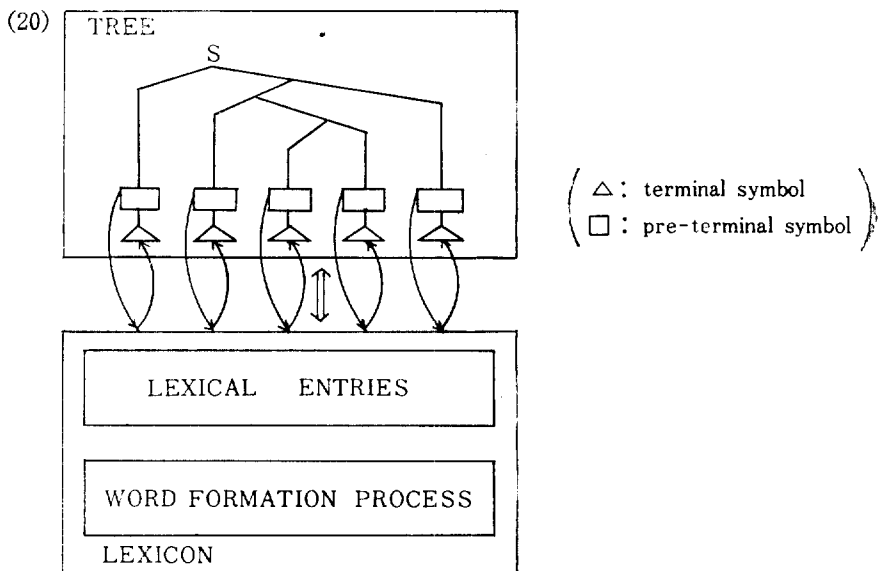 (20)
TREE
S
△: terminal symbol
□: pre-terminal symbol
LEXICAL ENTRIES
WORD FORMATION PROCESS
LEXICON